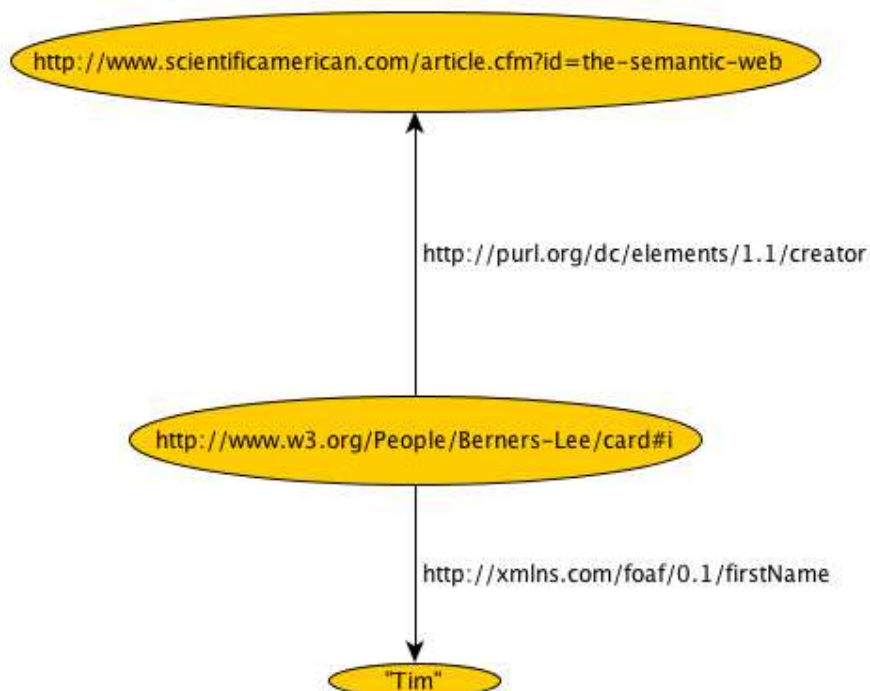 http://www.scientificamerican.com/article.cfm?id=the-semantic-web
http://purl.org/dc/elements/1.1/creator
http://www.w3.org/People/Berners-Lee/card#i
http://xmlns.com/foaf/0.1/firstName
"Tim"